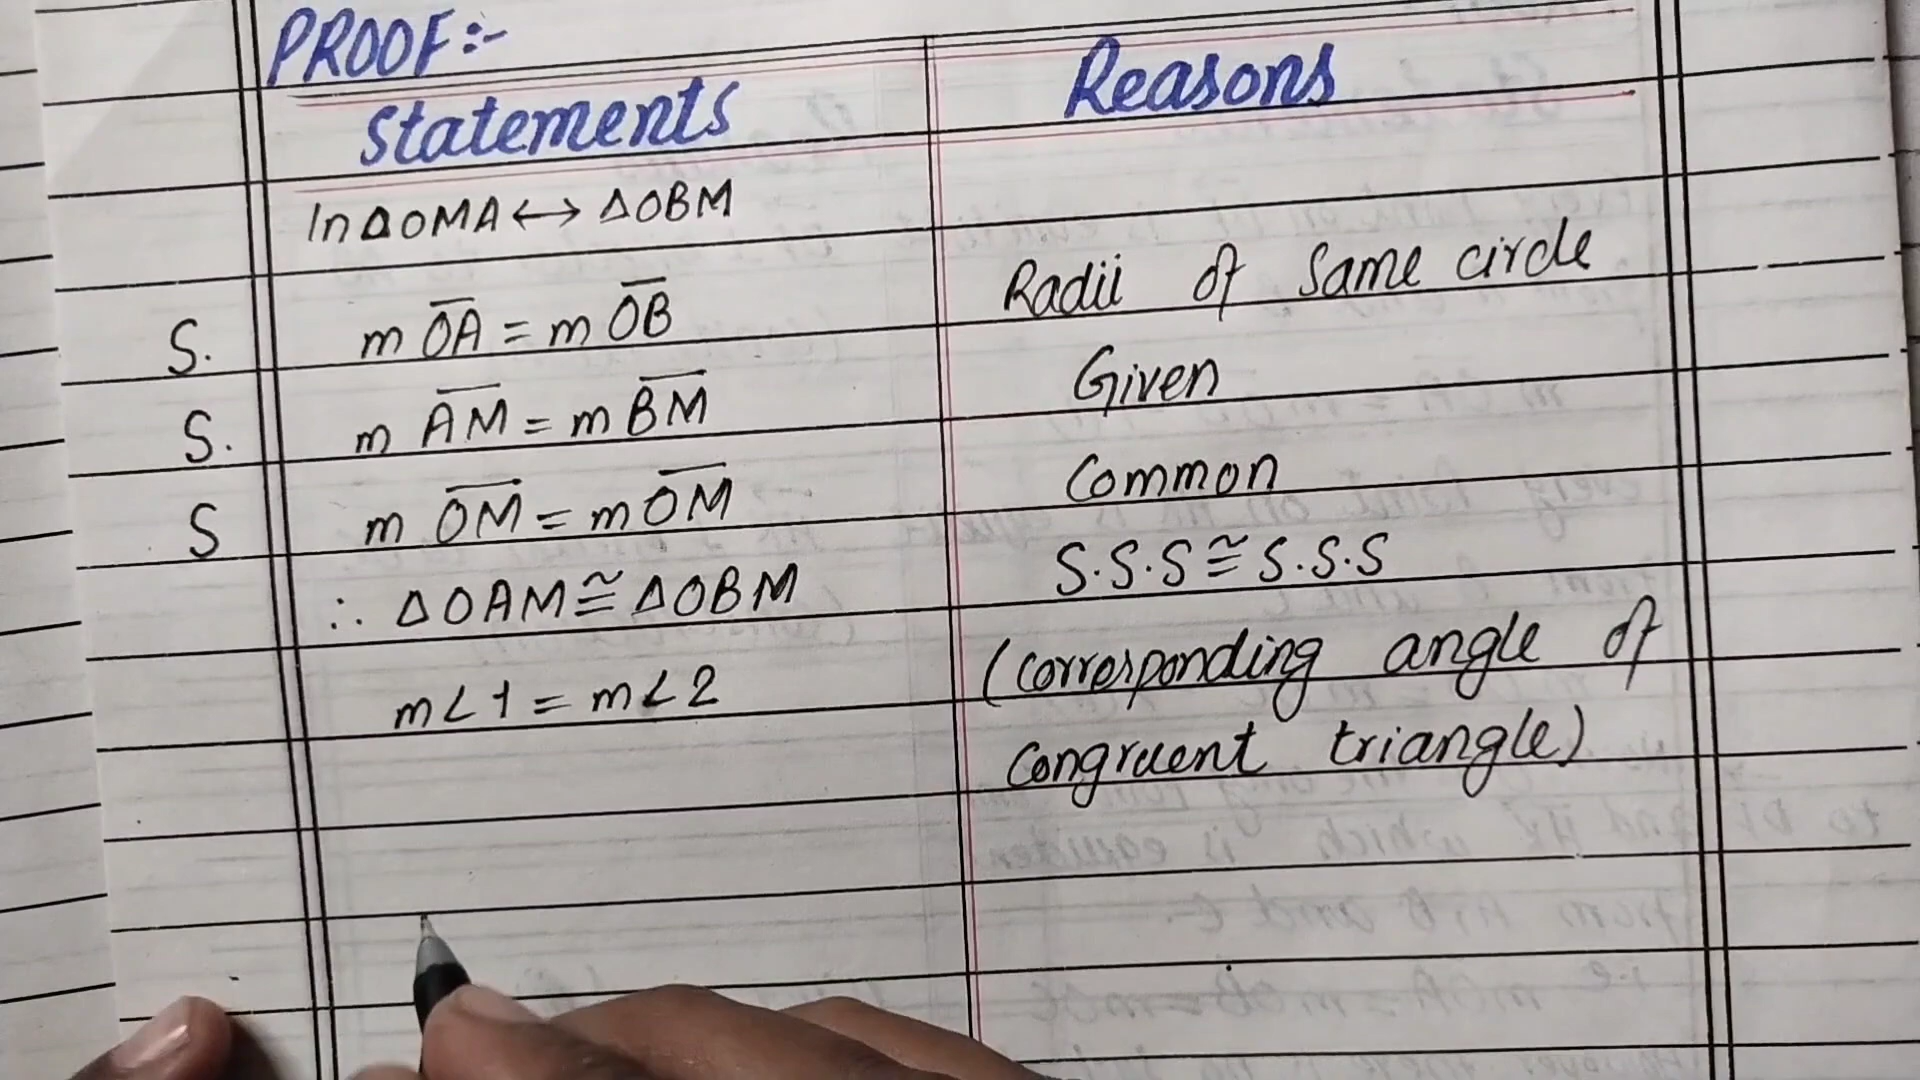 PROOF:-
Statements Reasons
In ΔOMA ↔ ΔOBM
S. m OA = m OB Radii of Same circle
S. m AM = m BM Given
S m OM = m OM Common
∴ ΔOAM ≅ ΔOBM S.S.S ≅ S.S.S
m∠1 = m∠2 (corresponding angle of
congruent triangle)